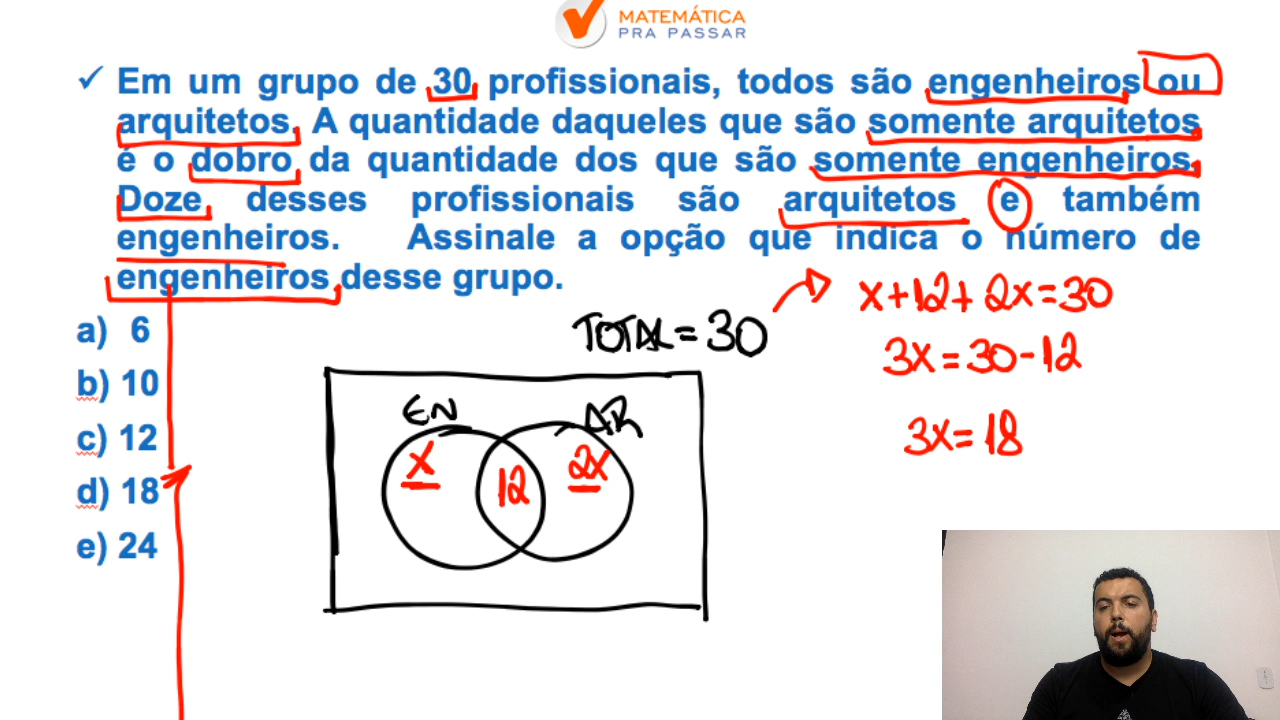 MATEMÁTICA
PRA PASSAR
✓ Em um grupo de 30 profissionais, todos são engenheiros ou
arquitetos. A quantidade daqueles que são somente arquitetos
é o dobro da quantidade dos que são somente engenheiros.
Doze desses profissionais são arquitetos e também
engenheiros. Assinale a opção que indica o número de
engenheiros desse grupo.
a) 6
b) 10
c) 12
d) 18
e) 24
TOTAL = 30
EN
AR
x
12
2x
x+12+2x=30
3x=30-12
3x=18